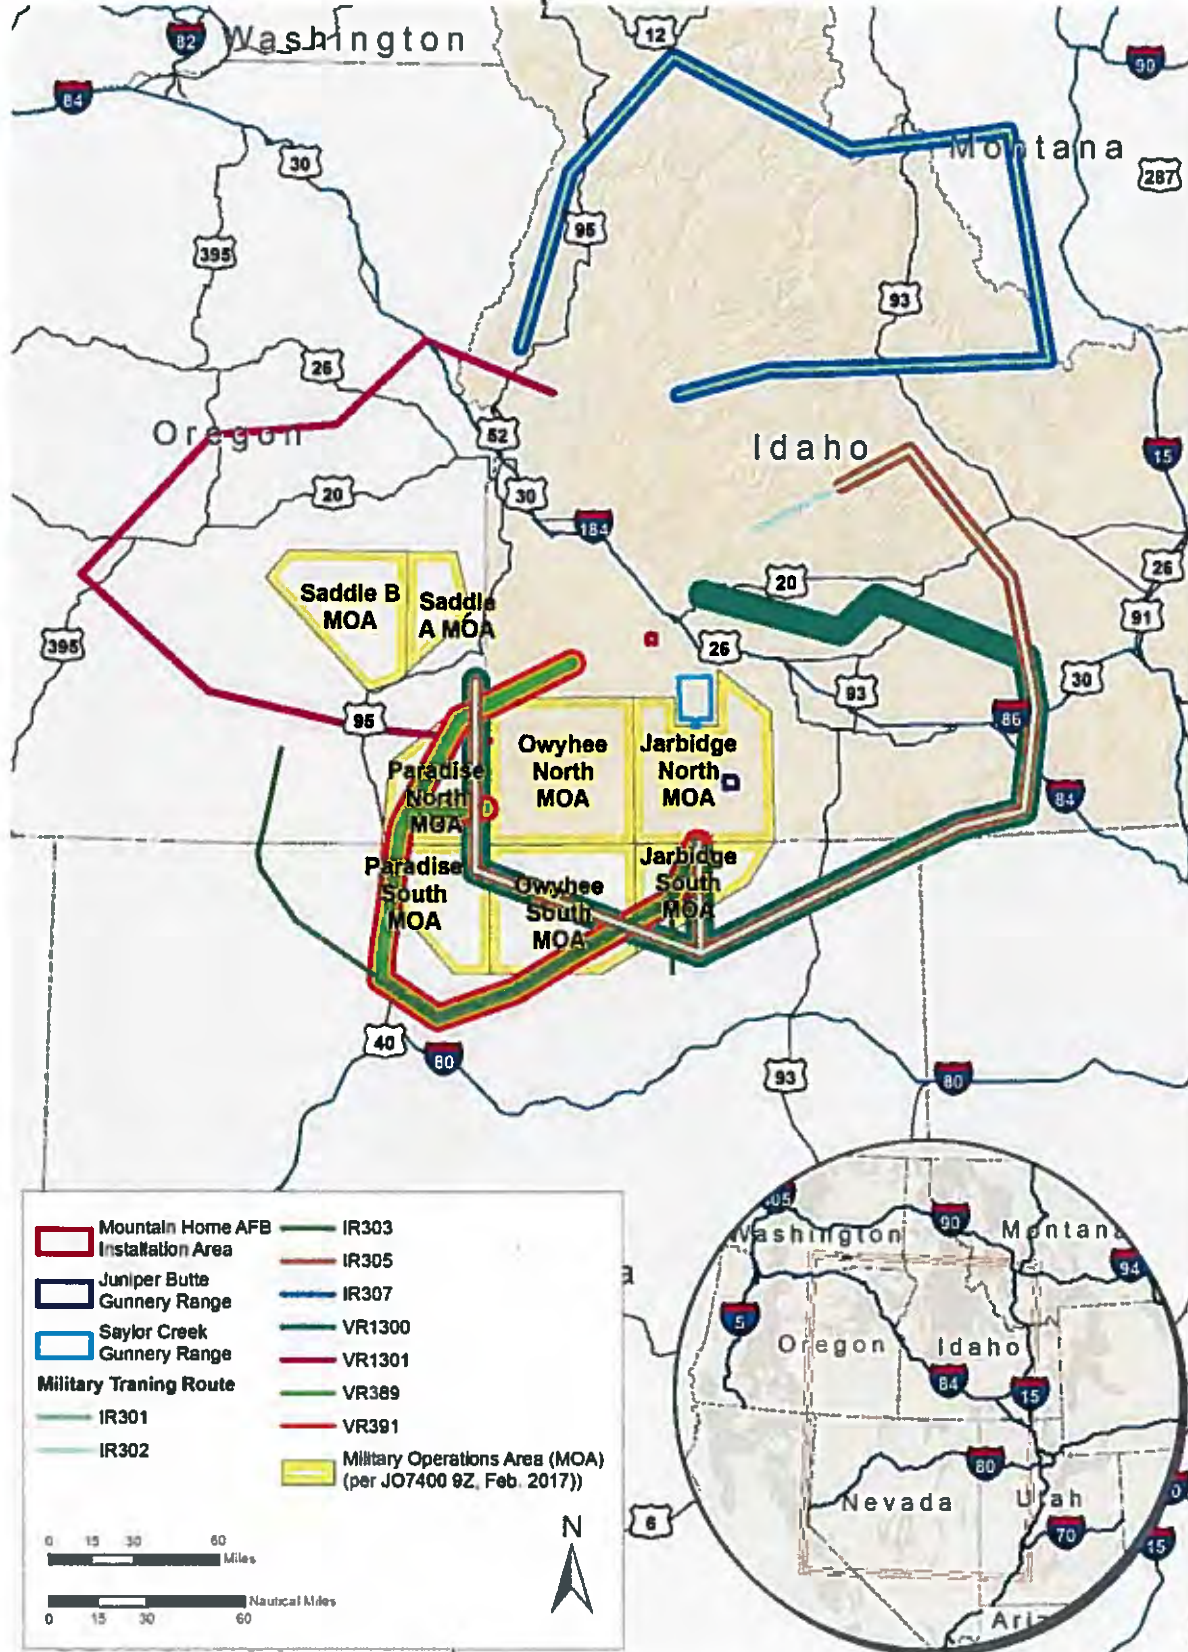 82
Washington
12
90
84
30
Montana
287
95
395
93
26
Oregon
52
Idaho
15
20
30
184
Saddle B
MOA
Saddle
A MOA
20
26
395
26
91
30
93
95
86
Owyhee
North
MOA
Jarbidge
North
MOA
Paradise
North
MOA
84
Paradise
South
MOA
Owyhee
South
MOA
Jarbidge
South
MOA
40
80
93
80
Mountain Home AFB
Installation Area
Juniper Butte
Gunnery Range
Saylor Creek
Gunnery Range
Military Traning Route
IR301
IR302
IR303
IR305
IR307
VR1300
VR1301
VR389
VR391
Military Operations Area (MOA)
(per JO7400 9Z, Feb. 2017))
0 15 30 60
Miles
Nautical Miles
0 15 30 60
N
a
6
05
Washington
90
Montana
94
5
Oregon
Idaho
84
15
80
Nevada
Utah
70
0
15
Ari